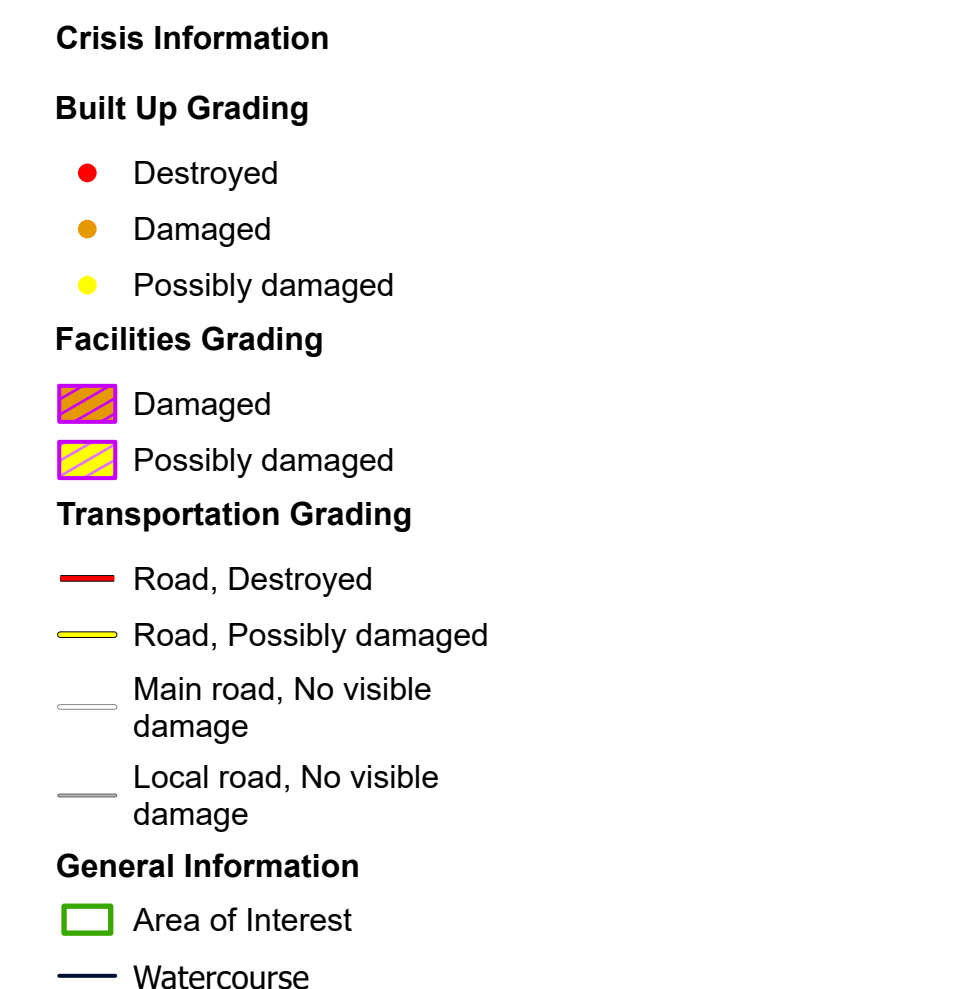 Crisis Information
Built Up Grading
Destroyed
Damaged
Possibly damaged
Facilities Grading
Damaged
Possibly damaged
Transportation Grading
Road, Destroyed
Road, Possibly damaged
Main road, No visible
damage
Local road, No visible
damage
General Information
Area of Interest
Watercourse